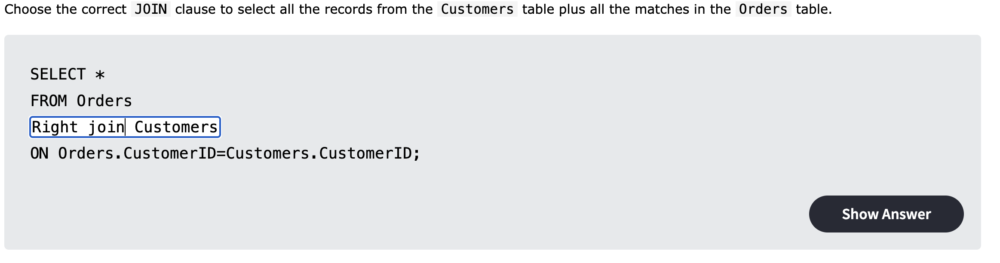 Choose the correct JOIN clause to select all the records from the Customers table plus all the matches in the Orders table.
SELECT *
FROM Orders
Right join Customers
ON Orders.CustomerID=Customers.CustomerID;
Show Answer